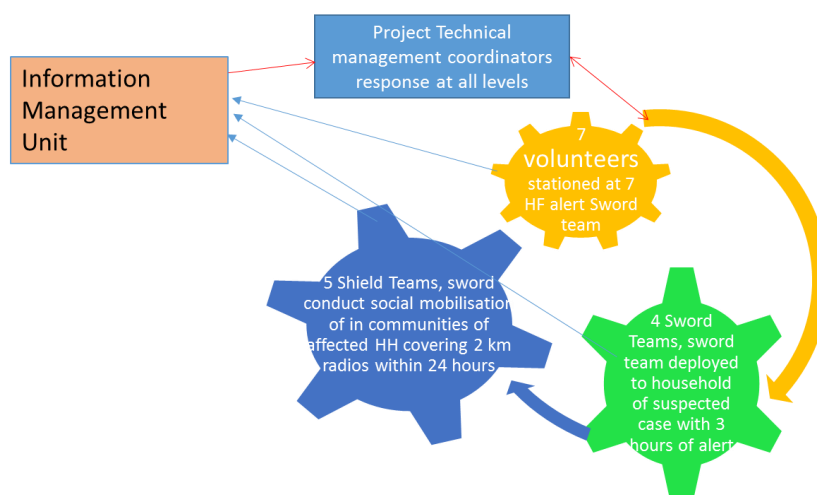 Project Technical
management coordinators
response at all levels
Information
Management
Unit
7
volunteers
stationed at 7
HF alert Sword
team
5 Shield Teams, sword
conduct social mobilisation
of in communities of
affected HH covering 2 km
radios within 24 hours
4 Sword
Teams, sword
team deployed
to household
of suspected
case with 3
hours of alert